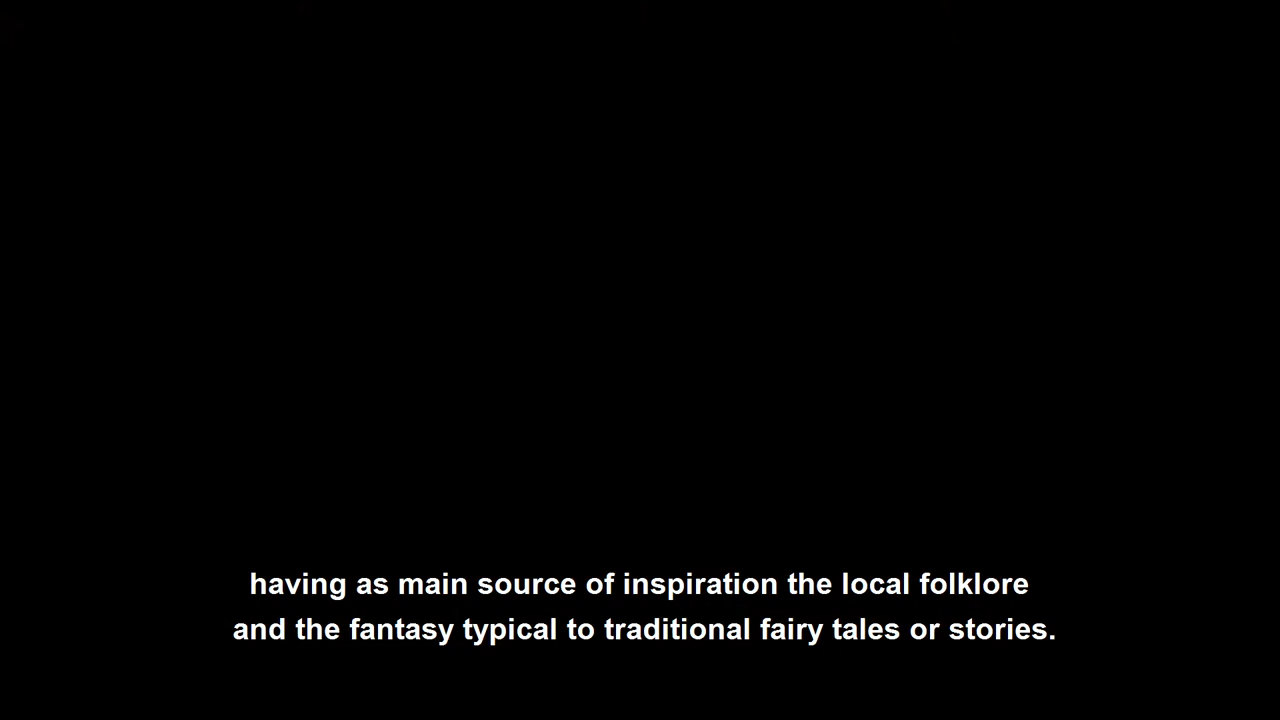 having as main source of inspiration the local folklore
and the fantasy typical to traditional fairy tales or stories.